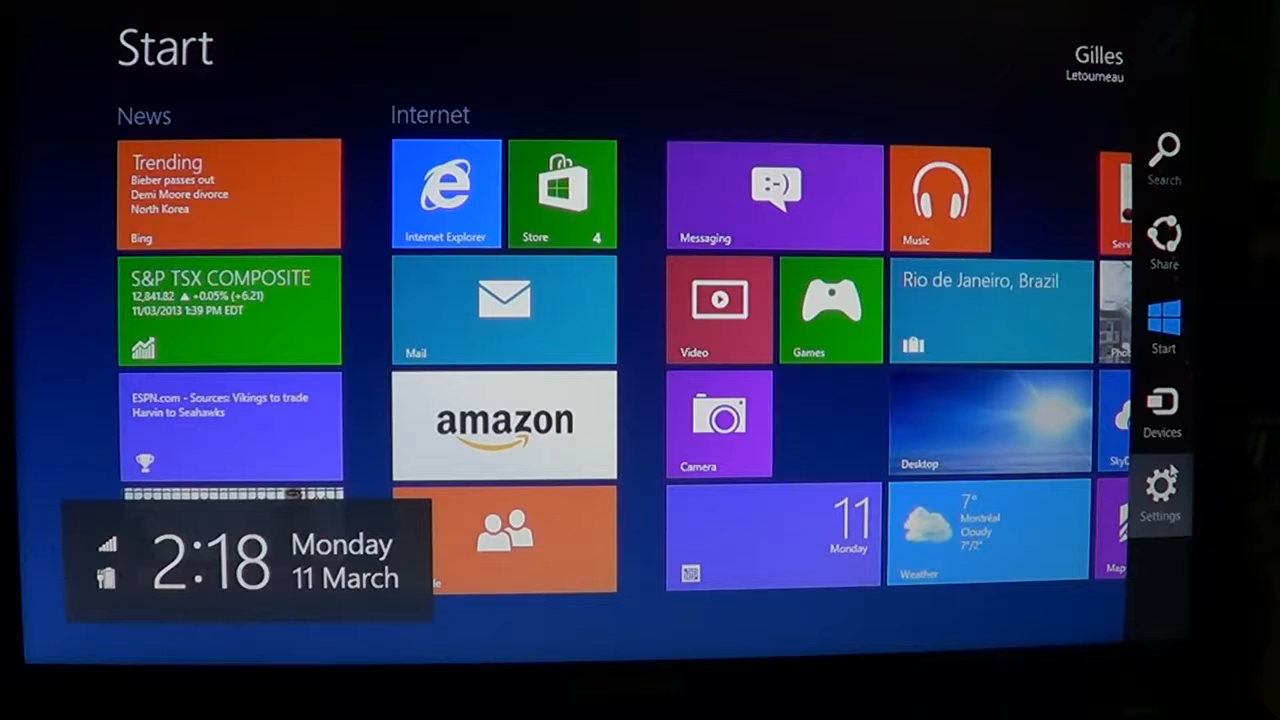 Start
Gilles
Letourneau
News
Internet
Trending
Bieber passes out
Demi Moore divorce
North Korea
Bing
Internet Explorer
Store
4
Messaging
Music
S&P TSX COMPOSITE
12,841.82 ▲ +0.05% (+6.21)
11/03/2013 1:39 PM EDT
Mail
Video
Games
Rio de Janeiro, Brazil
ESPN.com - Sources: Vikings to trade
Harvin to Seahawks
amazon
Camera
Desktop
11
Monday
7°
Montréal
Cloudy
7°/2°
Weather
2:18
Monday
11 March
Search
Share
Start
Devices
Settings